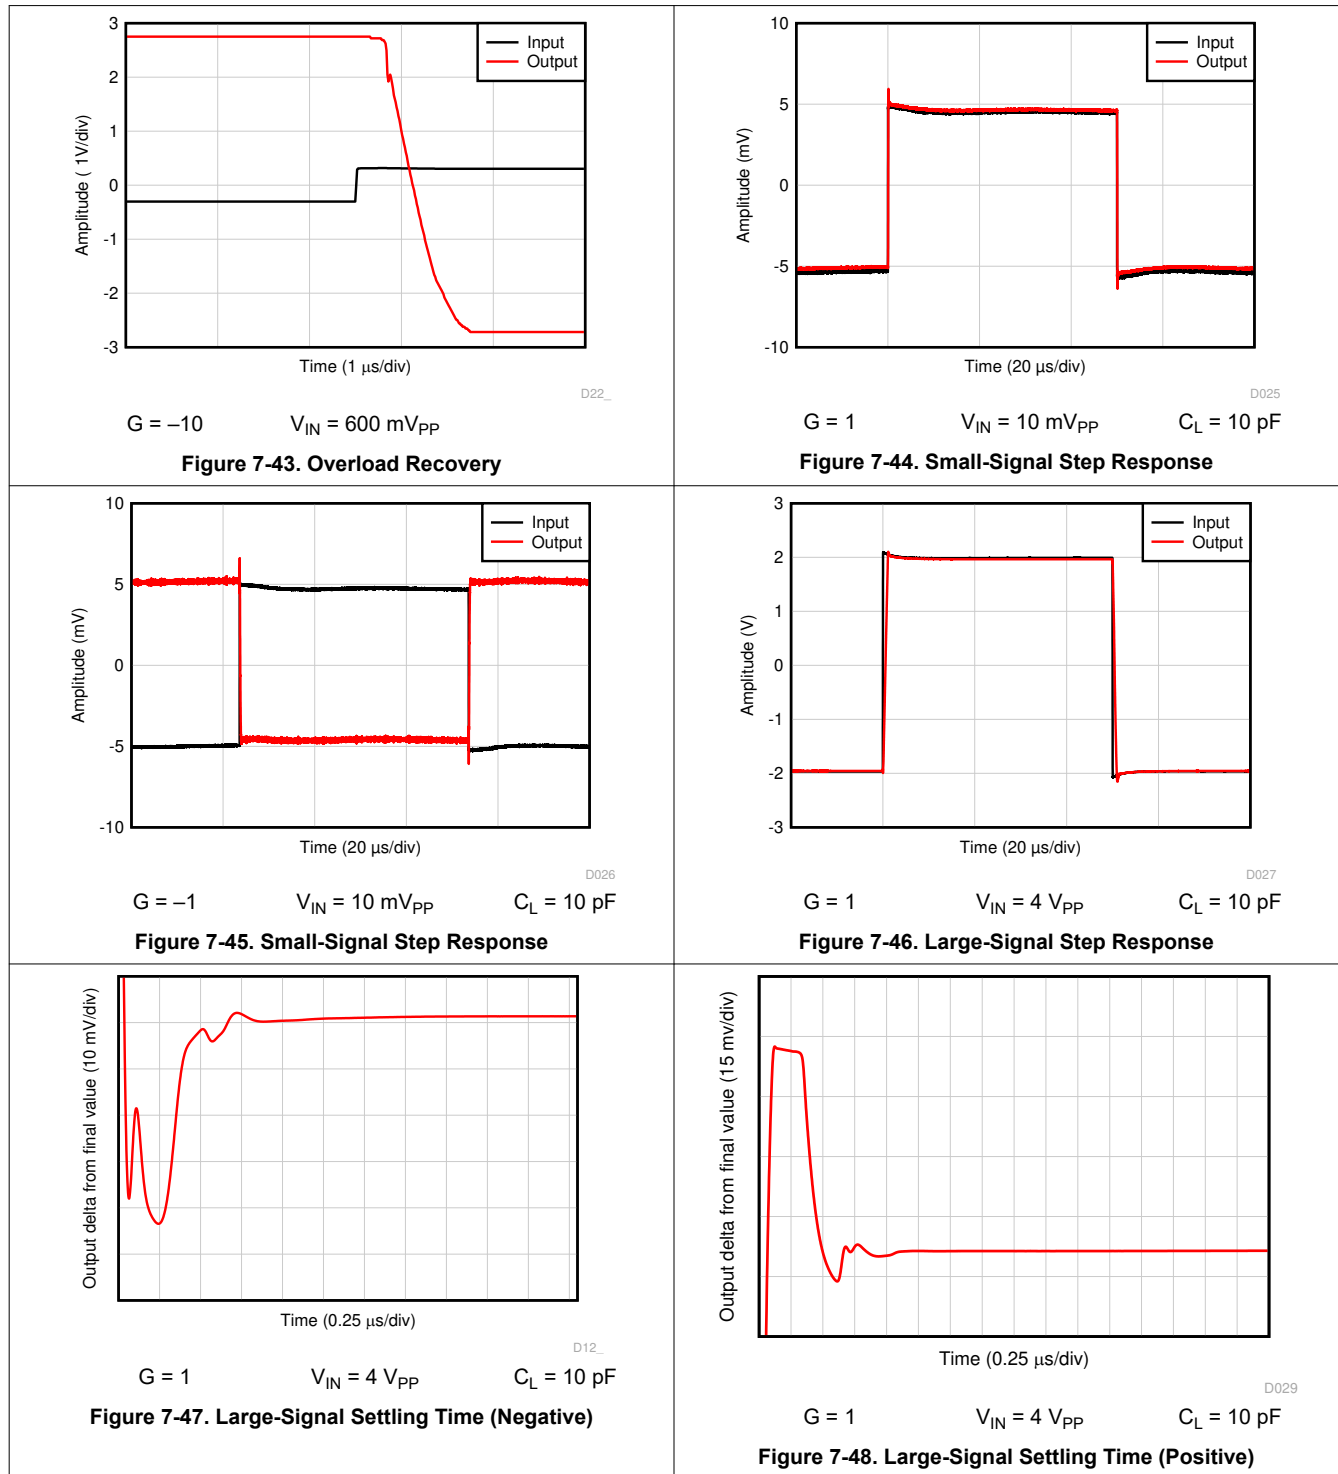 3
2
1
0
-1
-2
-3
Amplitude ( 1V/div)
Input
Output
Time (1 μs/div)
D22_
G = –10 V_IN = 600 mV_PP
Figure 7-43. Overload Recovery
10
5
0
-5
-10
Amplitude (mV)
Input
Output
Time (20 μs/div)
D025
G = 1 V_IN = 10 mV_PP C_L = 10 pF
Figure 7-44. Small-Signal Step Response
10
5
0
-5
-10
Amplitude (mV)
Input
Output
Time (20 μs/div)
D026
G = –1 V_IN = 10 mV_PP C_L = 10 pF
Figure 7-45. Small-Signal Step Response
3
2
1
0
-1
-2
-3
Amplitude (V)
Input
Output
Time (20 μs/div)
D027
G = 1 V_IN = 4 V_PP C_L = 10 pF
Figure 7-46. Large-Signal Step Response
Output delta from final value (10 mV/div)
Time (0.25 μs/div)
D12_
G = 1 V_IN = 4 V_PP C_L = 10 pF
Figure 7-47. Large-Signal Settling Time (Negative)
Output delta from final value (15 mv/div)
Time (0.25 μs/div)
D029
G = 1 V_IN = 4 V_PP C_L = 10 pF
Figure 7-48. Large-Signal Settling Time (Positive)